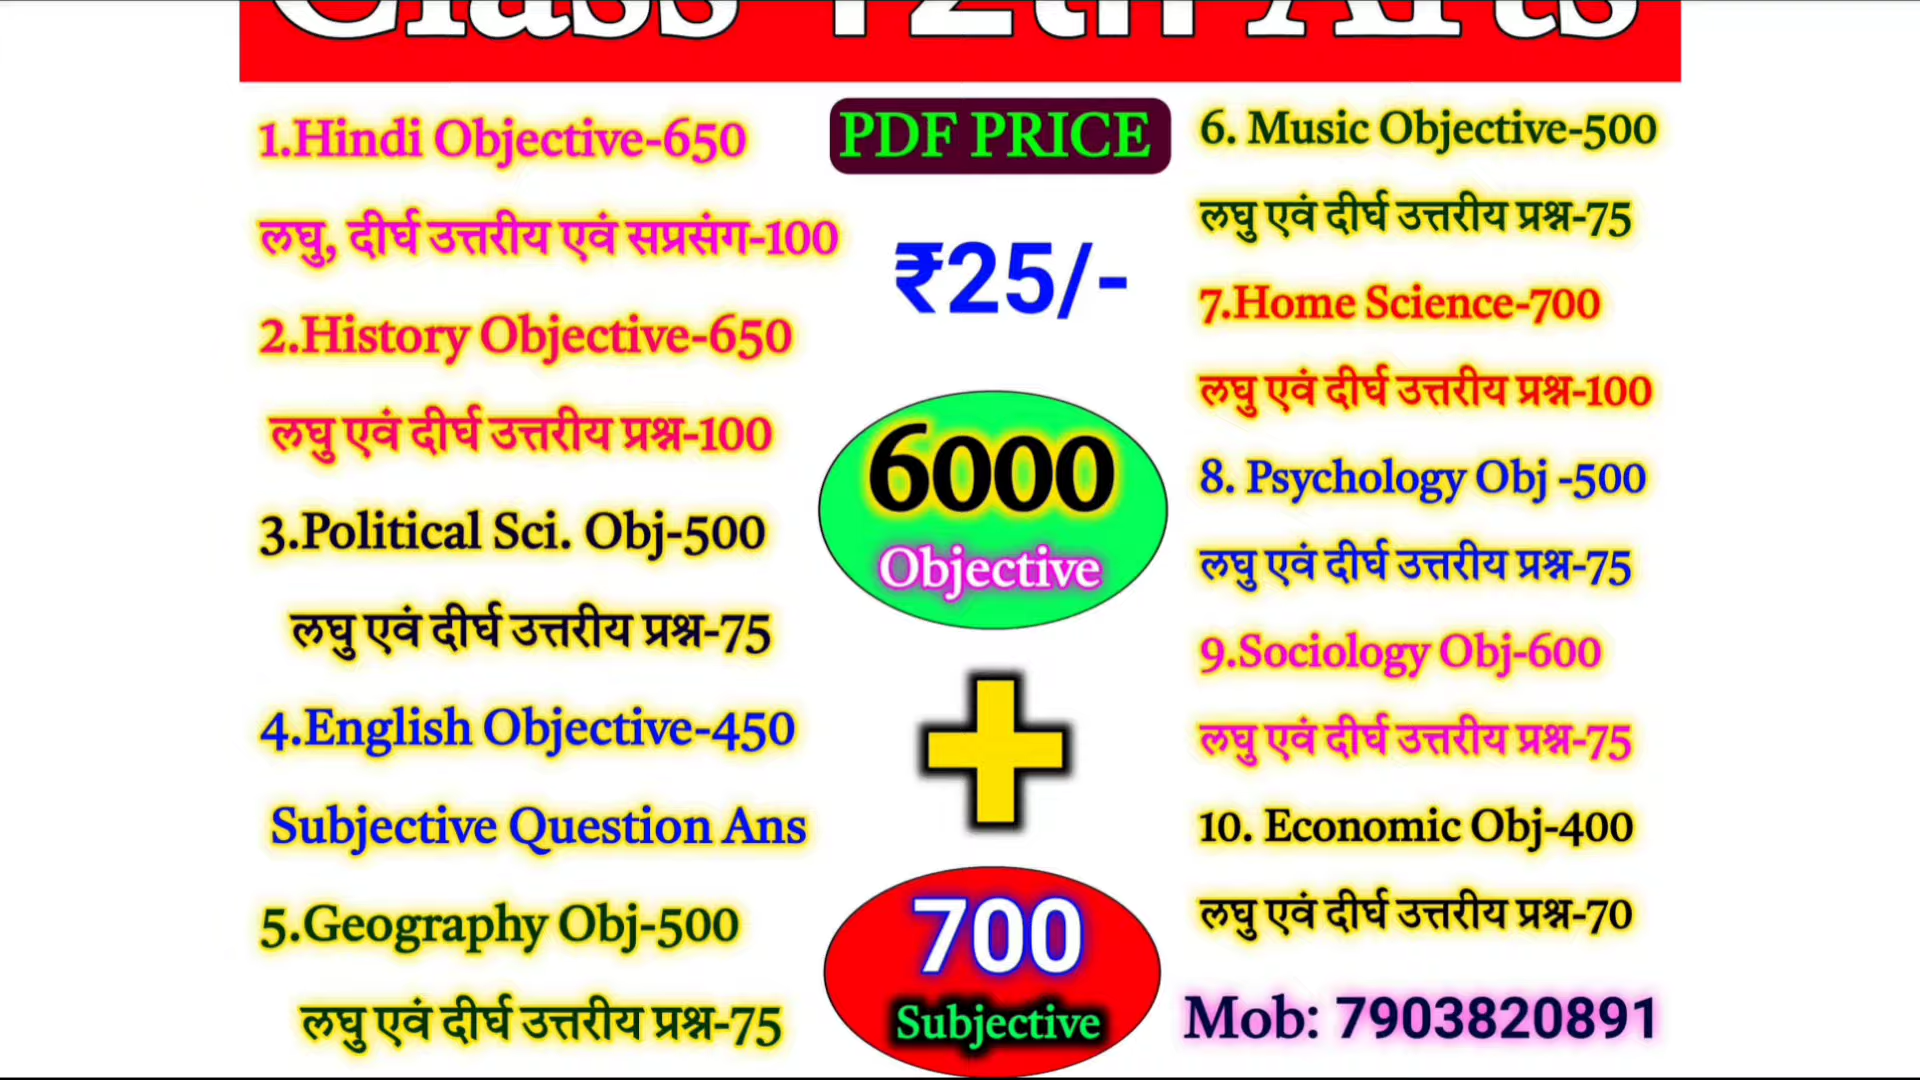 Class 12th Arts
1.Hindi Objective-650
लघु, दीर्घ उत्तरीय एवं सप्रसंग-100
2.History Objective-650
लघु एवं दीर्घ उत्तरीय प्रश्न-100
3.Political Sci. Obj-500
लघु एवं दीर्घ उत्तरीय प्रश्न-75
4.English Objective-450
Subjective Question Ans
5.Geography Obj-500
लघु एवं दीर्घ उत्तरीय प्रश्न-75
PDF PRICE
₹25/-
6000
Objective
+
700
Subjective
6. Music Objective-500
लघु एवं दीर्घ उत्तरीय प्रश्न-75
7.Home Science-700
लघु एवं दीर्घ उत्तरीय प्रश्न-100
8. Psychology Obj -500
लघु एवं दीर्घ उत्तरीय प्रश्न-75
9.Sociology Obj-600
लघु एवं दीर्घ उत्तरीय प्रश्न-75
10. Economic Obj-400
लघु एवं दीर्घ उत्तरीय प्रश्न-70
Mob: 7903820891